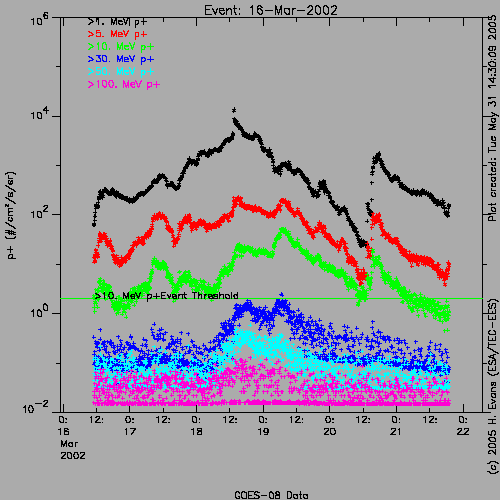 Event: 16-Mar-2002
>1. MeV p+
>5. MeV p+
>10. MeV p+
>30. MeV p+
>60. MeV p+
>100. MeV p+
10^6
10^4
10^2
10^0
10^-2
p+ (#/cm²/s/sr)
>10. MeV p+Event Threshold
0: 12: 0: 12: 0: 12: 0: 12: 0: 12: 0: 12: 0:
16 17 18 19 20 21 22
Mar
2002
GOES-08 Data
Plot created: Tue May 31 14:30:09 2005
(c) 2005 H. Evans (ESA/TEC-EES)